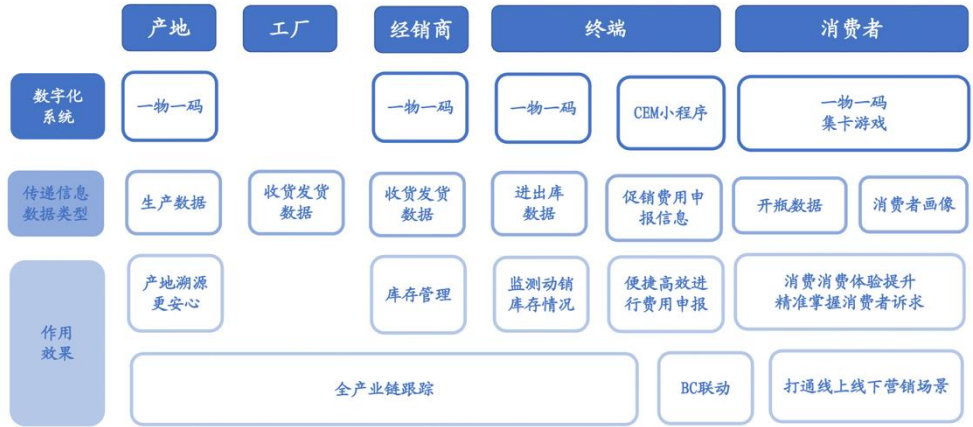 产地
工厂
经销商
终端
消费者
数字化
系统
一物一码
一物一码
一物一码
CEM小程序
一物一码
集卡游戏
传递信息
数据类型
生产数据
收货发货
数据
收货发货
数据
进出库
数据
促销费用申
报信息
开瓶数据
消费者画像
作用
效果
产地溯源
更安心
库存管理
监测动销
库存情况
便捷高效进
行费用申报
消费消费体验提升
精准掌握消费者诉求
全产业链跟踪
BC联动
打通线上线下营销场景